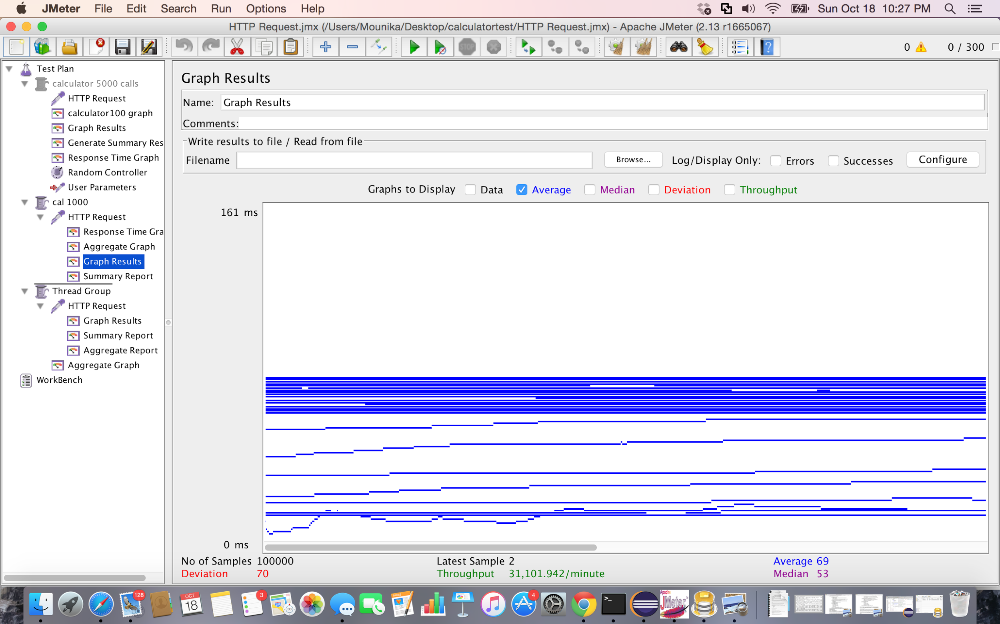 JMeter File Edit Search Run Options Help Sun Oct 18 10:27 PM
HTTP Request.jmx (/Users/Mounika/Desktop/calculatortest/HTTP Request.jmx) - Apache JMeter (2.13 r1665067)
STOP ? 0 0 / 300
Test Plan
calculator 5000 calls
HTTP Request
calculator100 graph
Graph Results
Generate Summary Res
Response Time Graph
Random Controller
User Parameters
cal 1000
HTTP Request
Response Time Gra
Aggregate Graph
Graph Results
Summary Report
Thread Group
HTTP Request
Graph Results
Summary Report
Aggregate Report
Aggregate Graph
WorkBench
Graph Results
Name: Graph Results
Comments:
Write results to file / Read from file
Filename Browse... Log/Display Only: Errors Successes Configure
Graphs to Display Data Average Median Deviation Throughput
161 ms
0 ms
No of Samples 100000 Latest Sample 2 Average 69
Deviation 70 Throughput 31,101.942/minute Median 53
128 OCT 18 3 3D PAGES 4 >_ Apache JMeter